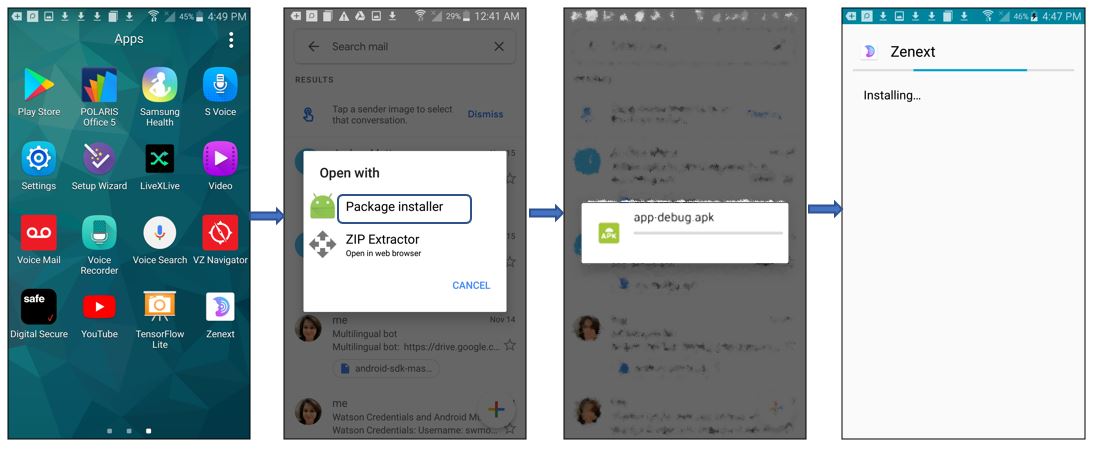 45% 4:49 PM
Apps
Play Store
POLARIS
Office 5
Samsung
Health
S Voice
Settings
Setup Wizard
LiveXLive
Video
Voice Mail
Voice
Recorder
Voice Search
VZ Navigator
safe
Digital Secure
YouTube
TensorFlow
Lite
Zenext
29% 12:41 AM
Search mail
RESULTS
Tap a sender image to select
that conversation.
Dismiss
15
Open with
Package installer
ZIP Extractor
Open in web browser
CANCEL
15
me
Nov 14
Multilingual bot
Multilingual bot: https://drive.google.c...
android-sdk-mas...
me
Watson Credentials and Android M
Watson Credentials: Username: swmo...
app-debug.apk
APK
46% 4:47 PM
Zenext
Installing...